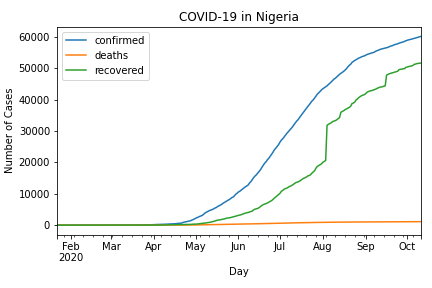 COVID-19 in Nigeria
confirmed
deaths
recovered
Number of Cases
60000
50000
40000
30000
20000
10000
0
Feb Mar Apr May Jun Jul Aug Sep Oct
2020
Day